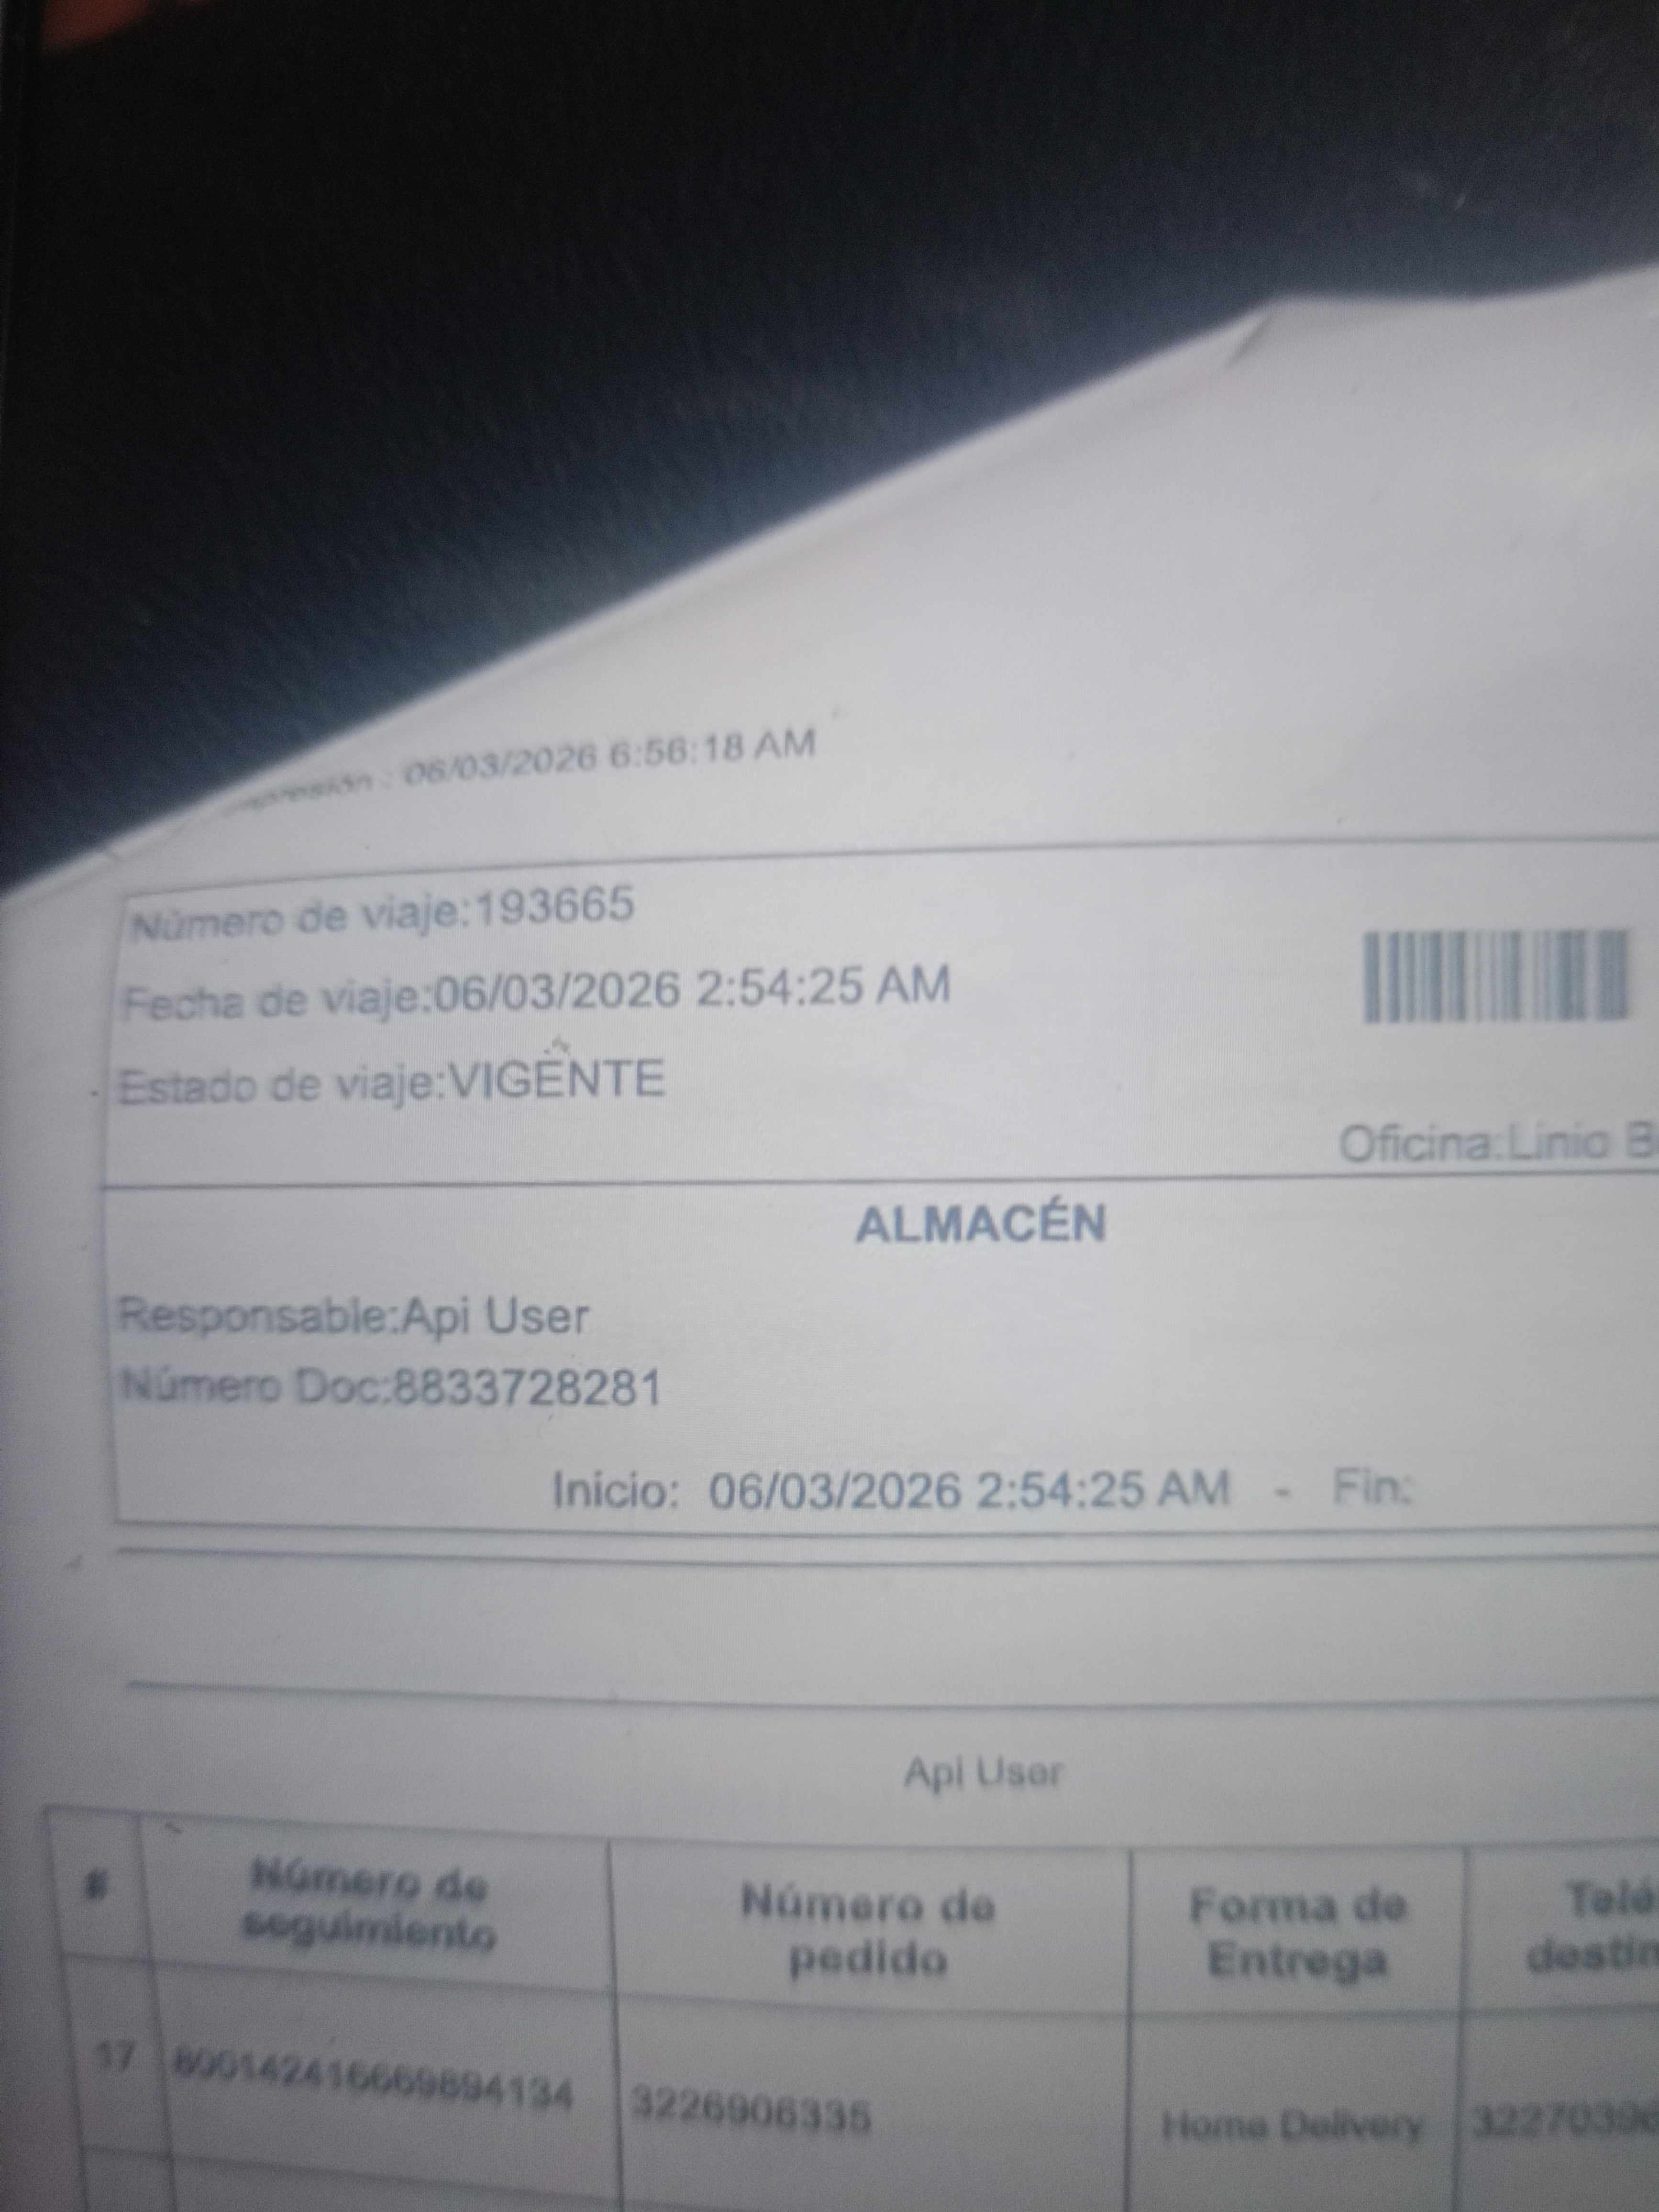 : 06/03/2026 6:56:18 AM
Número de viaje:193665
Fecha de viaje:06/03/2026 2:54:25 AM
Estado de viaje:VIGENTE
Oficina:Linio
ALMACÉN
Responsable:Api User
Número Doc:8833728281
Inicio: 06/03/2026 2:54:25 AM - Fin:
Api User
# Número de seguimiento Número de pedido Forma de Entrega
17 3226906335 Home Delivery